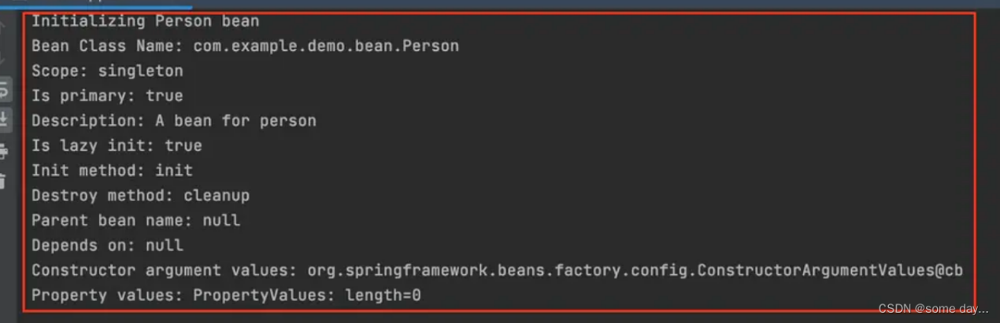 Initializing Person bean
Bean Class Name: com.example.demo.bean.Person
Scope: singleton
Is primary: true
Description: A bean for person
Is lazy init: true
Init method: init
Destroy method: cleanup
Parent bean name: null
Depends on: null
Constructor argument values: org.springframework.beans.factory.config.ConstructorArgumentValues@cb
Property values: PropertyValues: length=0
CSDN @some day...